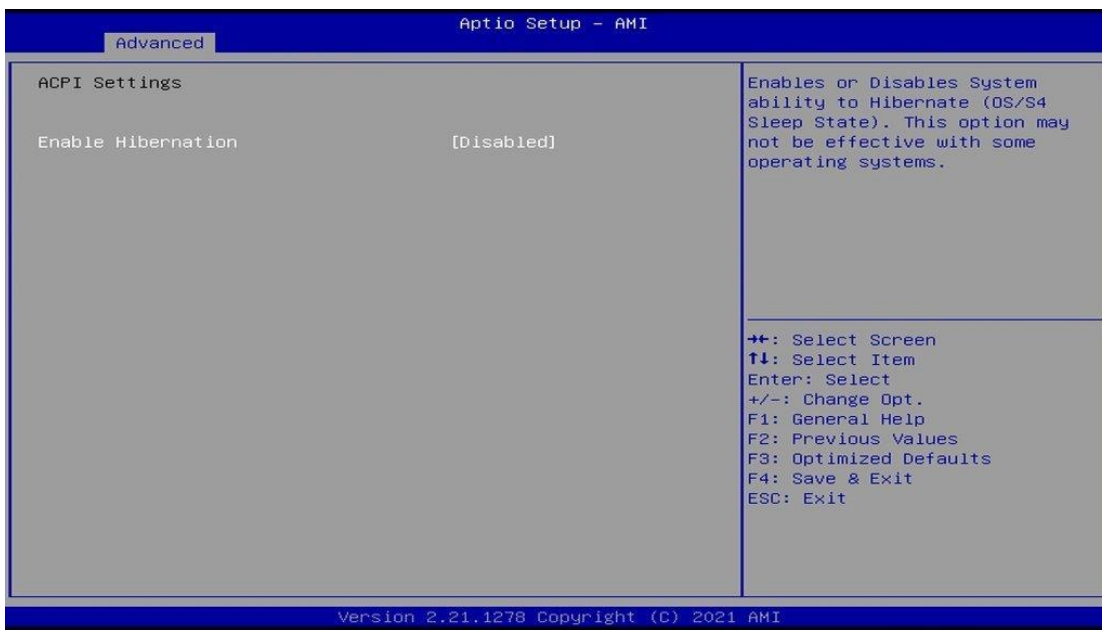 Aptio Setup - AMI
Advanced
ACPI Settings
Enable Hibernation [Disabled]
Enables or Disables System
ability to Hibernate (OS/S4
Sleep State). This option may
not be effective with some
operating systems.
→←: Select Screen
↑↓: Select Item
Enter: Select
+/-: Change Opt.
F1: General Help
F2: Previous Values
F3: Optimized Defaults
F4: Save & Exit
ESC: Exit
Version 2.21.1278 Copyright (C) 2021 AMI